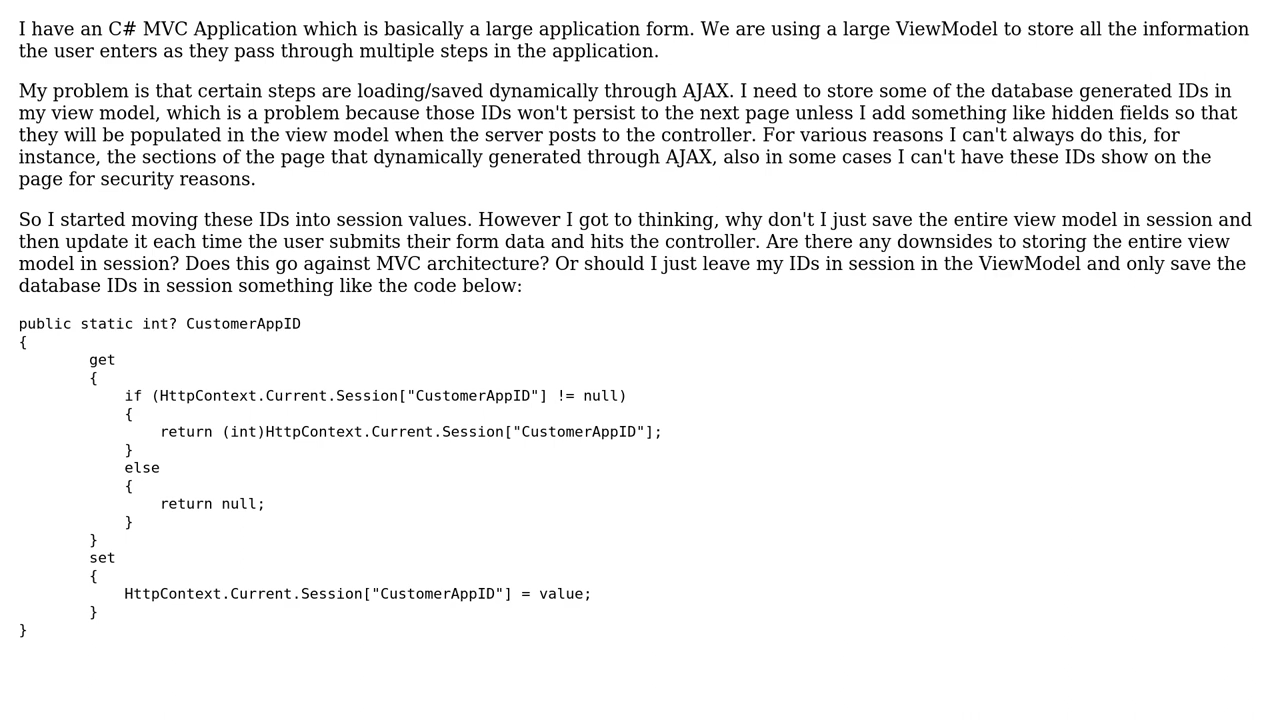 I have an C# MVC Application which is basically a large application form. We are using a large ViewModel to store all the information
the user enters as they pass through multiple steps in the application.
My problem is that certain steps are loading/saved dynamically through AJAX. I need to store some of the database generated IDs in
my view model, which is a problem because those IDs won't persist to the next page unless I add something like hidden fields so that
they will be populated in the view model when the server posts to the controller. For various reasons I can't always do this, for
instance, the sections of the page that dynamically generated through AJAX, also in some cases I can't have these IDs show on the
page for security reasons.
So I started moving these IDs into session values. However I got to thinking, why don't I just save the entire view model in session and
then update it each time the user submits their form data and hits the controller. Are there any downsides to storing the entire view
model in session? Does this go against MVC architecture? Or should I just leave my IDs in session in the ViewModel and only save the
database IDs in session something like the code below:
public static int? CustomerAppID
{
        get
        {
            if (HttpContext.Current.Session["CustomerAppID"] != null)
            {
                return (int)HttpContext.Current.Session["CustomerAppID"];
            }
            else
            {
                return null;
            }
        }
        set
        {
            HttpContext.Current.Session["CustomerAppID"] = value;
        }
}